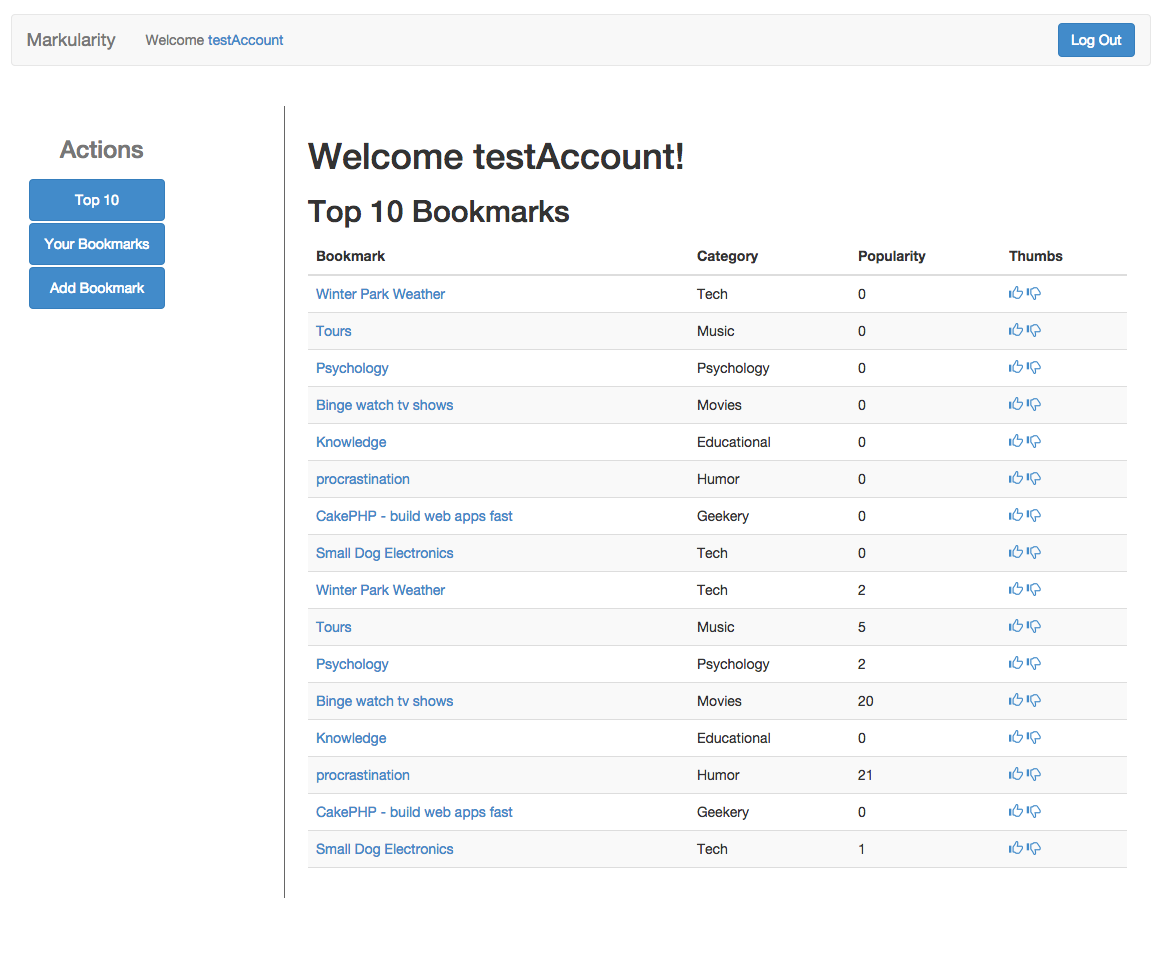 Markularity Welcome testAccount Log Out
Actions
Top 10
Your Bookmarks
Add Bookmark
Welcome testAccount!
Top 10 Bookmarks
Bookmark Category Popularity Thumbs
Winter Park Weather Tech 0
Tours Music 0
Psychology Psychology 0
Binge watch tv shows Movies 0
Knowledge Educational 0
procrastination Humor 0
CakePHP - build web apps fast Geekery 0
Small Dog Electronics Tech 0
Winter Park Weather Tech 2
Tours Music 5
Psychology Psychology 2
Binge watch tv shows Movies 20
Knowledge Educational 0
procrastination Humor 21
CakePHP - build web apps fast Geekery 0
Small Dog Electronics Tech 1